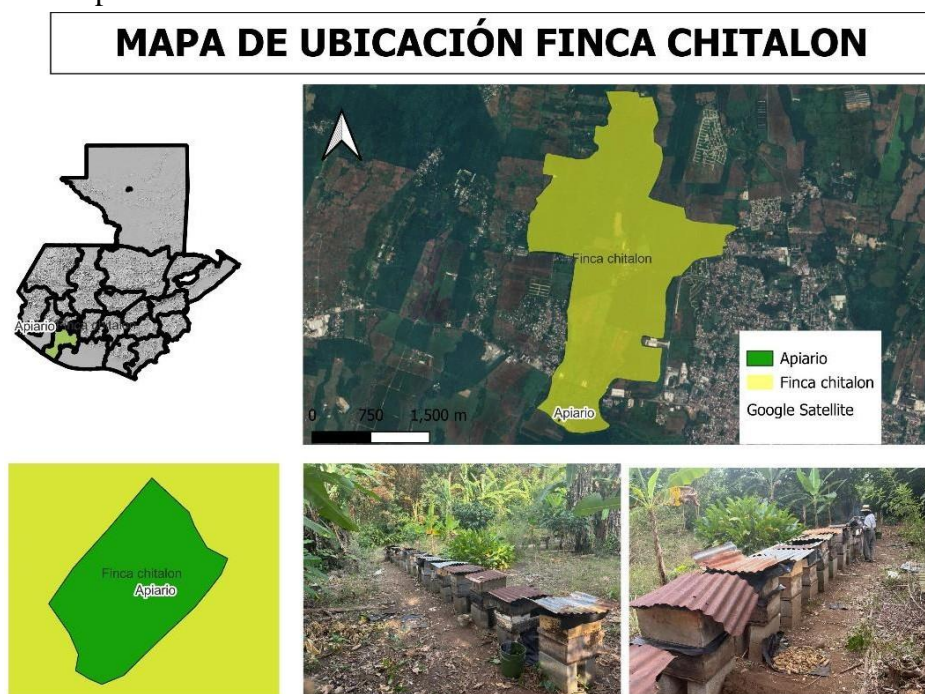 MAPA DE UBICACIÓN FINCA CHITALON
Finca chitalon
Apiario
0 750 1,500 m
Apiario
Finca chitalon
Google Satellite
Apiario
Finca chitalon
Apiario